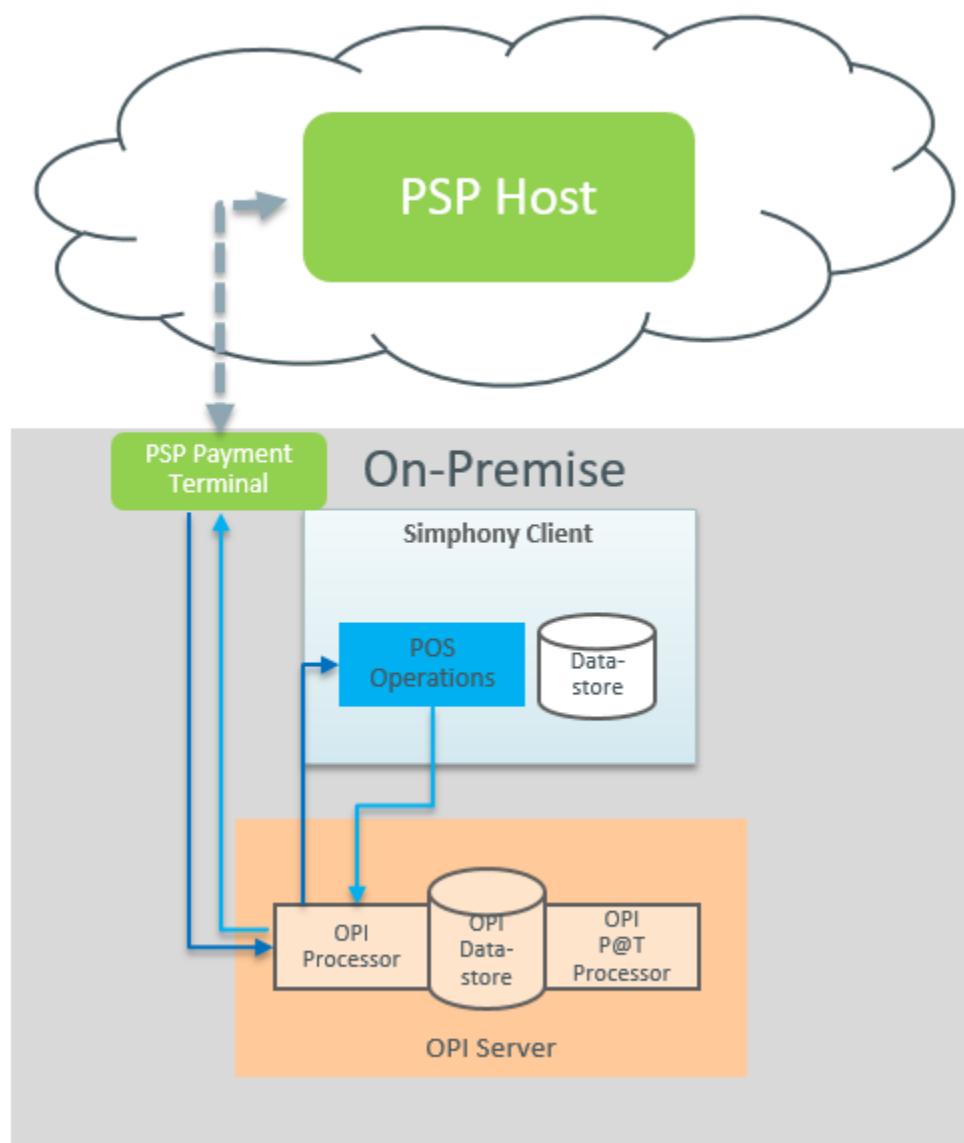 PSP Host
PSP Payment
Terminal
On-Premise
Simphony Client
POS
Operations
Data-
store
OPI
Processor
OPI
Data-
store
OPI
P@T
Processor
OPI Server